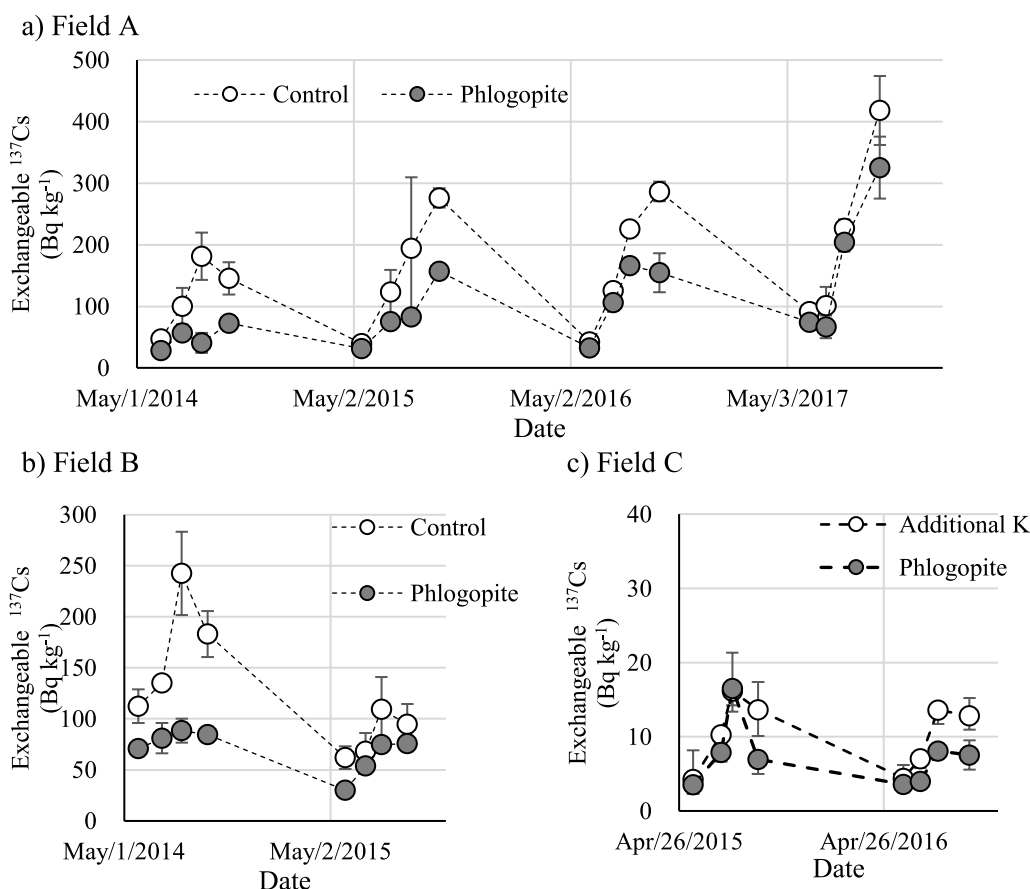 a) Field A
Exchangeable ¹³⁷Cs
(Bq kg⁻¹)
500
400
300
200
100
0
Control
Phlogopite
May/1/2014
May/2/2015
May/2/2016
May/3/2017
Date
b) Field B
Exchangeable ¹³⁷Cs
(Bq kg⁻¹)
300
250
200
150
100
50
0
Control
Phlogopite
May/1/2014
May/2/2015
Date
c) Field C
Exchangeable ¹³⁷Cs
(Bq kg⁻¹)
40
30
20
10
0
Additional K
Phlogopite
Apr/26/2015
Apr/26/2016
Date